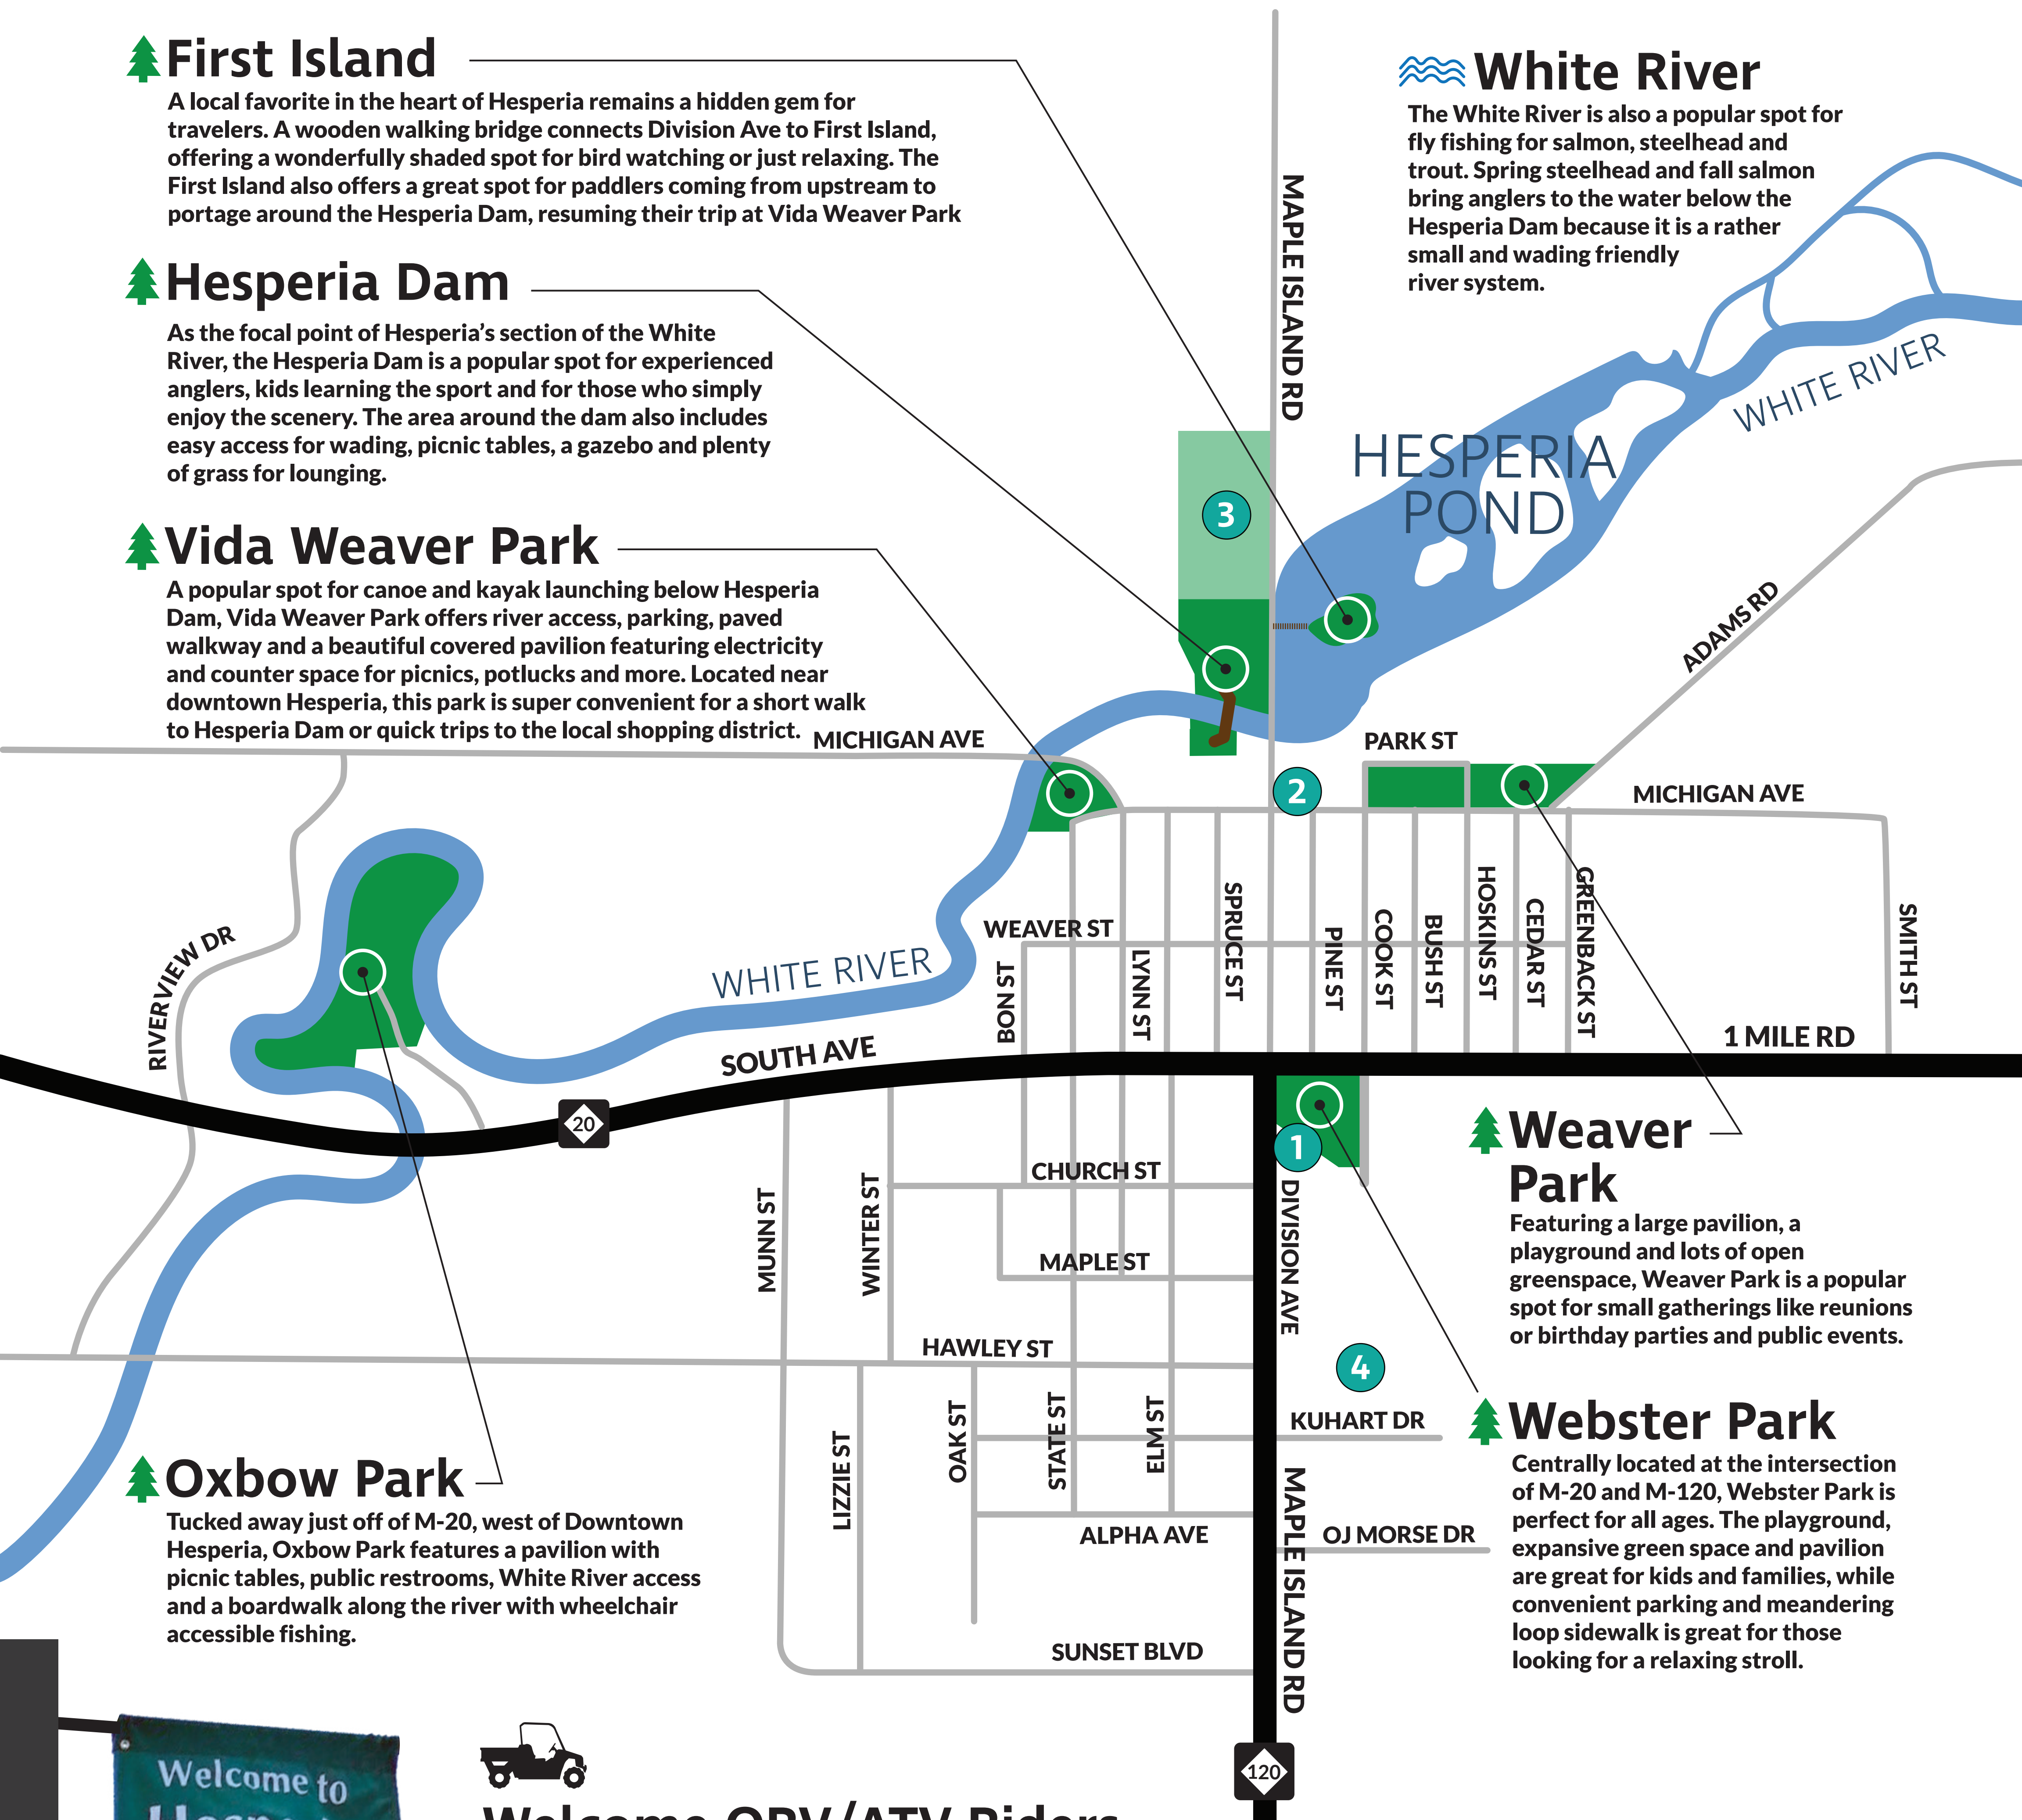 First Island
A local favorite in the heart of Hesperia remains a hidden gem for
travelers. A wooden walking bridge connects Division Ave to First Island,
offering a wonderfully shaded spot for bird watching or just relaxing. The
First Island also offers a great spot for paddlers coming from upstream to
portage around the Hesperia Dam, resuming their trip at Vida Weaver Park
White River
The White River is also a popular spot for
fly fishing for salmon, steelhead and
trout. Spring steelhead and fall salmon
bring anglers to the water below the
Hesperia Dam because it is a rather
small and wading friendly
river system.
Hesperia Dam
As the focal point of Hesperia's section of the White
River, the Hesperia Dam is a popular spot for experienced
anglers, kids learning the sport and for those who simply
enjoy the scenery. The area around the dam also includes
easy access for wading, picnic tables, a gazebo and plenty
of grass for lounging.
Vida Weaver Park
A popular spot for canoe and kayak launching below Hesperia
Dam, Vida Weaver Park offers river access, parking, paved
walkway and a beautiful covered pavilion featuring electricity
and counter space for picnics, potlucks and more. Located near
downtown Hesperia, this park is super convenient for a short walk
to Hesperia Dam or quick trips to the local shopping district.
MAPLE ISLAND RD
HESPERIA
POND
WHITE RIVER
3
ADAMS RD
MICHIGAN AVE
PARK ST
2
MICHIGAN AVE
RIVERVIEW DR
WHITE RIVER
WEAVER ST
BON ST
LYNN ST
SPRUCE ST
PINE ST
COOK ST
BUSH ST
HOSKINS ST
CEDAR ST
GREENBACK ST
SMITH ST
SOUTH AVE
1 MILE RD
20
1
CHURCH ST
MUNN ST
WINTER ST
MAPLE ST
DIVISION AVE
HAWLEY ST
4
KUHART DR
LIZZIE ST
OAK ST
STATE ST
ELM ST
ALPHA AVE
OJ MORSE DR
MAPLE ISLAND RD
SUNSET BLVD
120
Weaver
Park
Featuring a large pavilion, a
playground and lots of open
greenspace, Weaver Park is a popular
spot for small gatherings like reunions
or birthday parties and public events.
Webster Park
Centrally located at the intersection
of M-20 and M-120, Webster Park is
perfect for all ages. The playground,
expansive green space and pavilion
are great for kids and families, while
convenient parking and meandering
loop sidewalk is great for those
looking for a relaxing stroll.
Oxbow Park
Tucked away just off of M-20, west of Downtown
Hesperia, Oxbow Park features a pavilion with
picnic tables, public restrooms, White River access
and a boardwalk along the river with wheelchair
accessible fishing.
Welcome to
Welcome ORV/ATV Riders